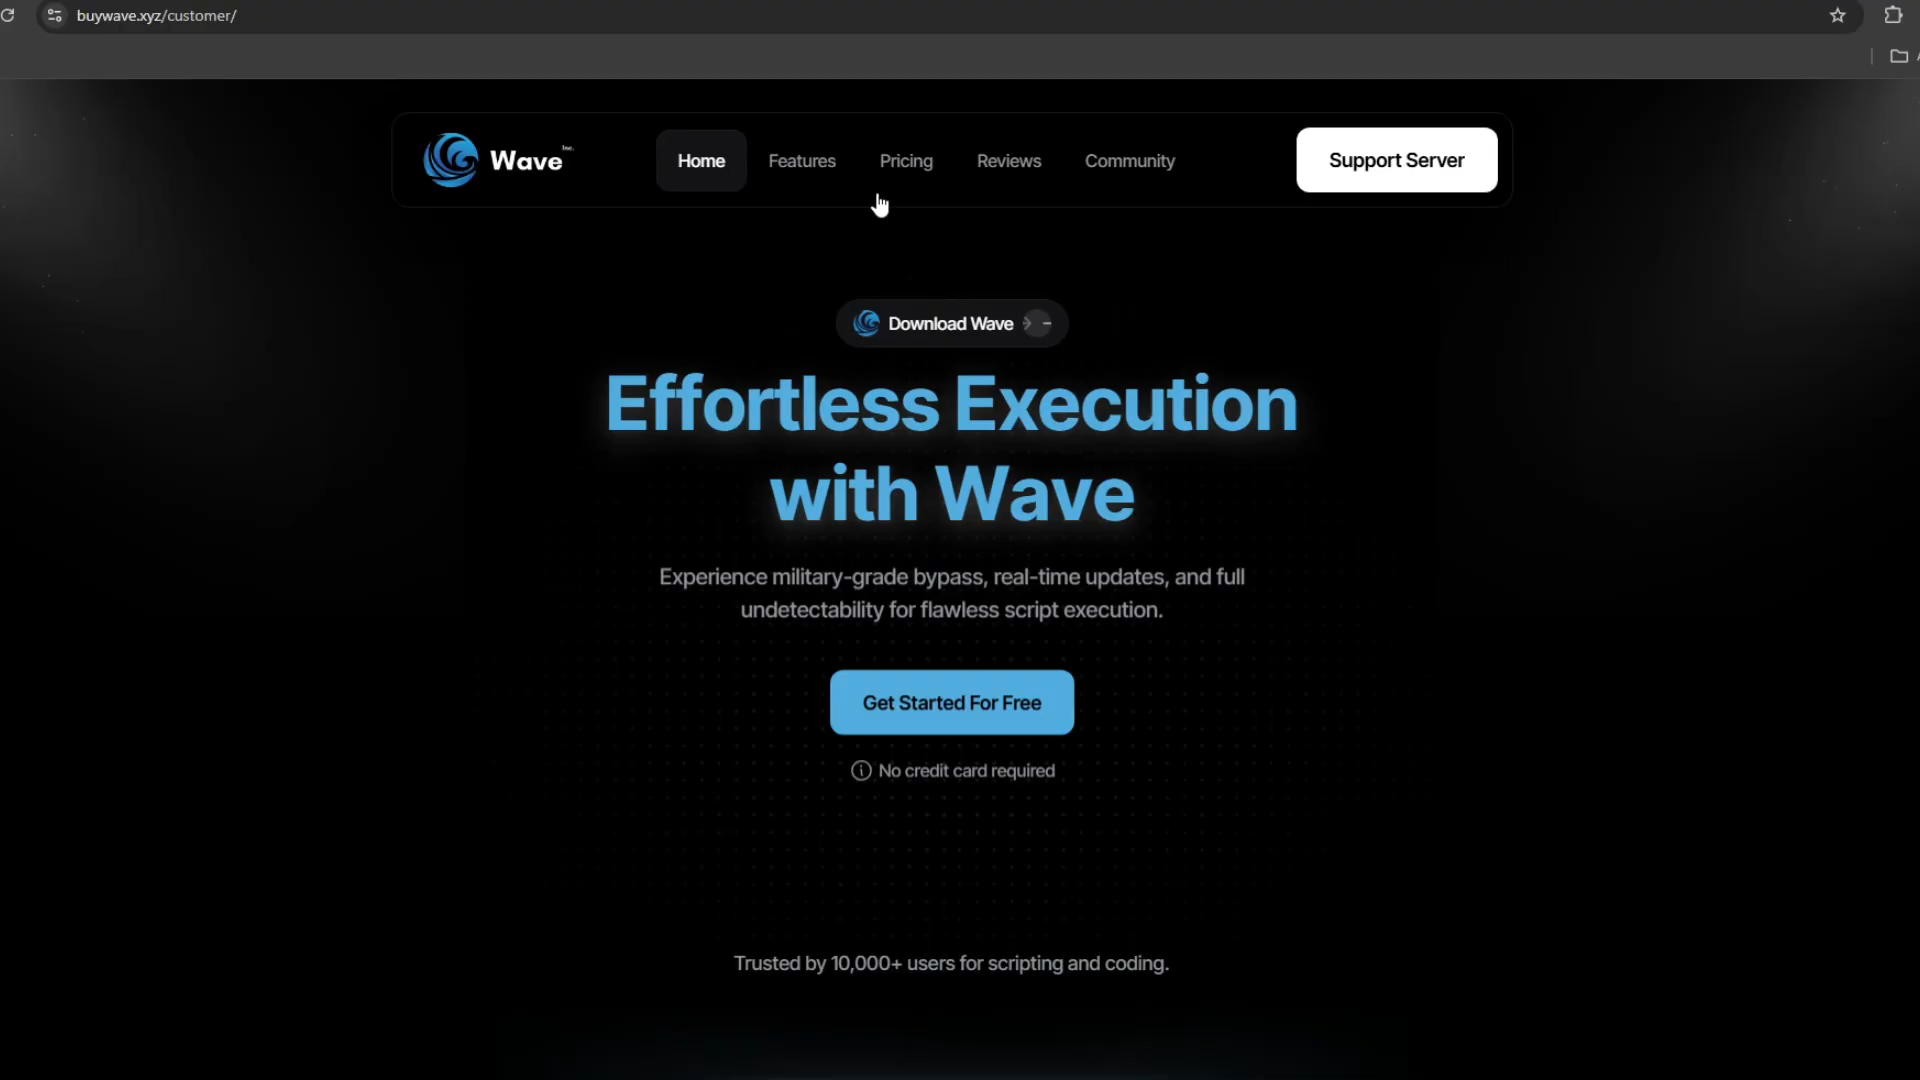 buywave.xyz/customer/
Wave Inc.
Home
Features
Pricing
Reviews
Community
Support Server
Download Wave
Effortless Execution
with Wave
Experience military-grade bypass, real-time updates, and full
undetectability for flawless script execution.
Get Started For Free
No credit card required
Trusted by 10,000+ users for scripting and coding.